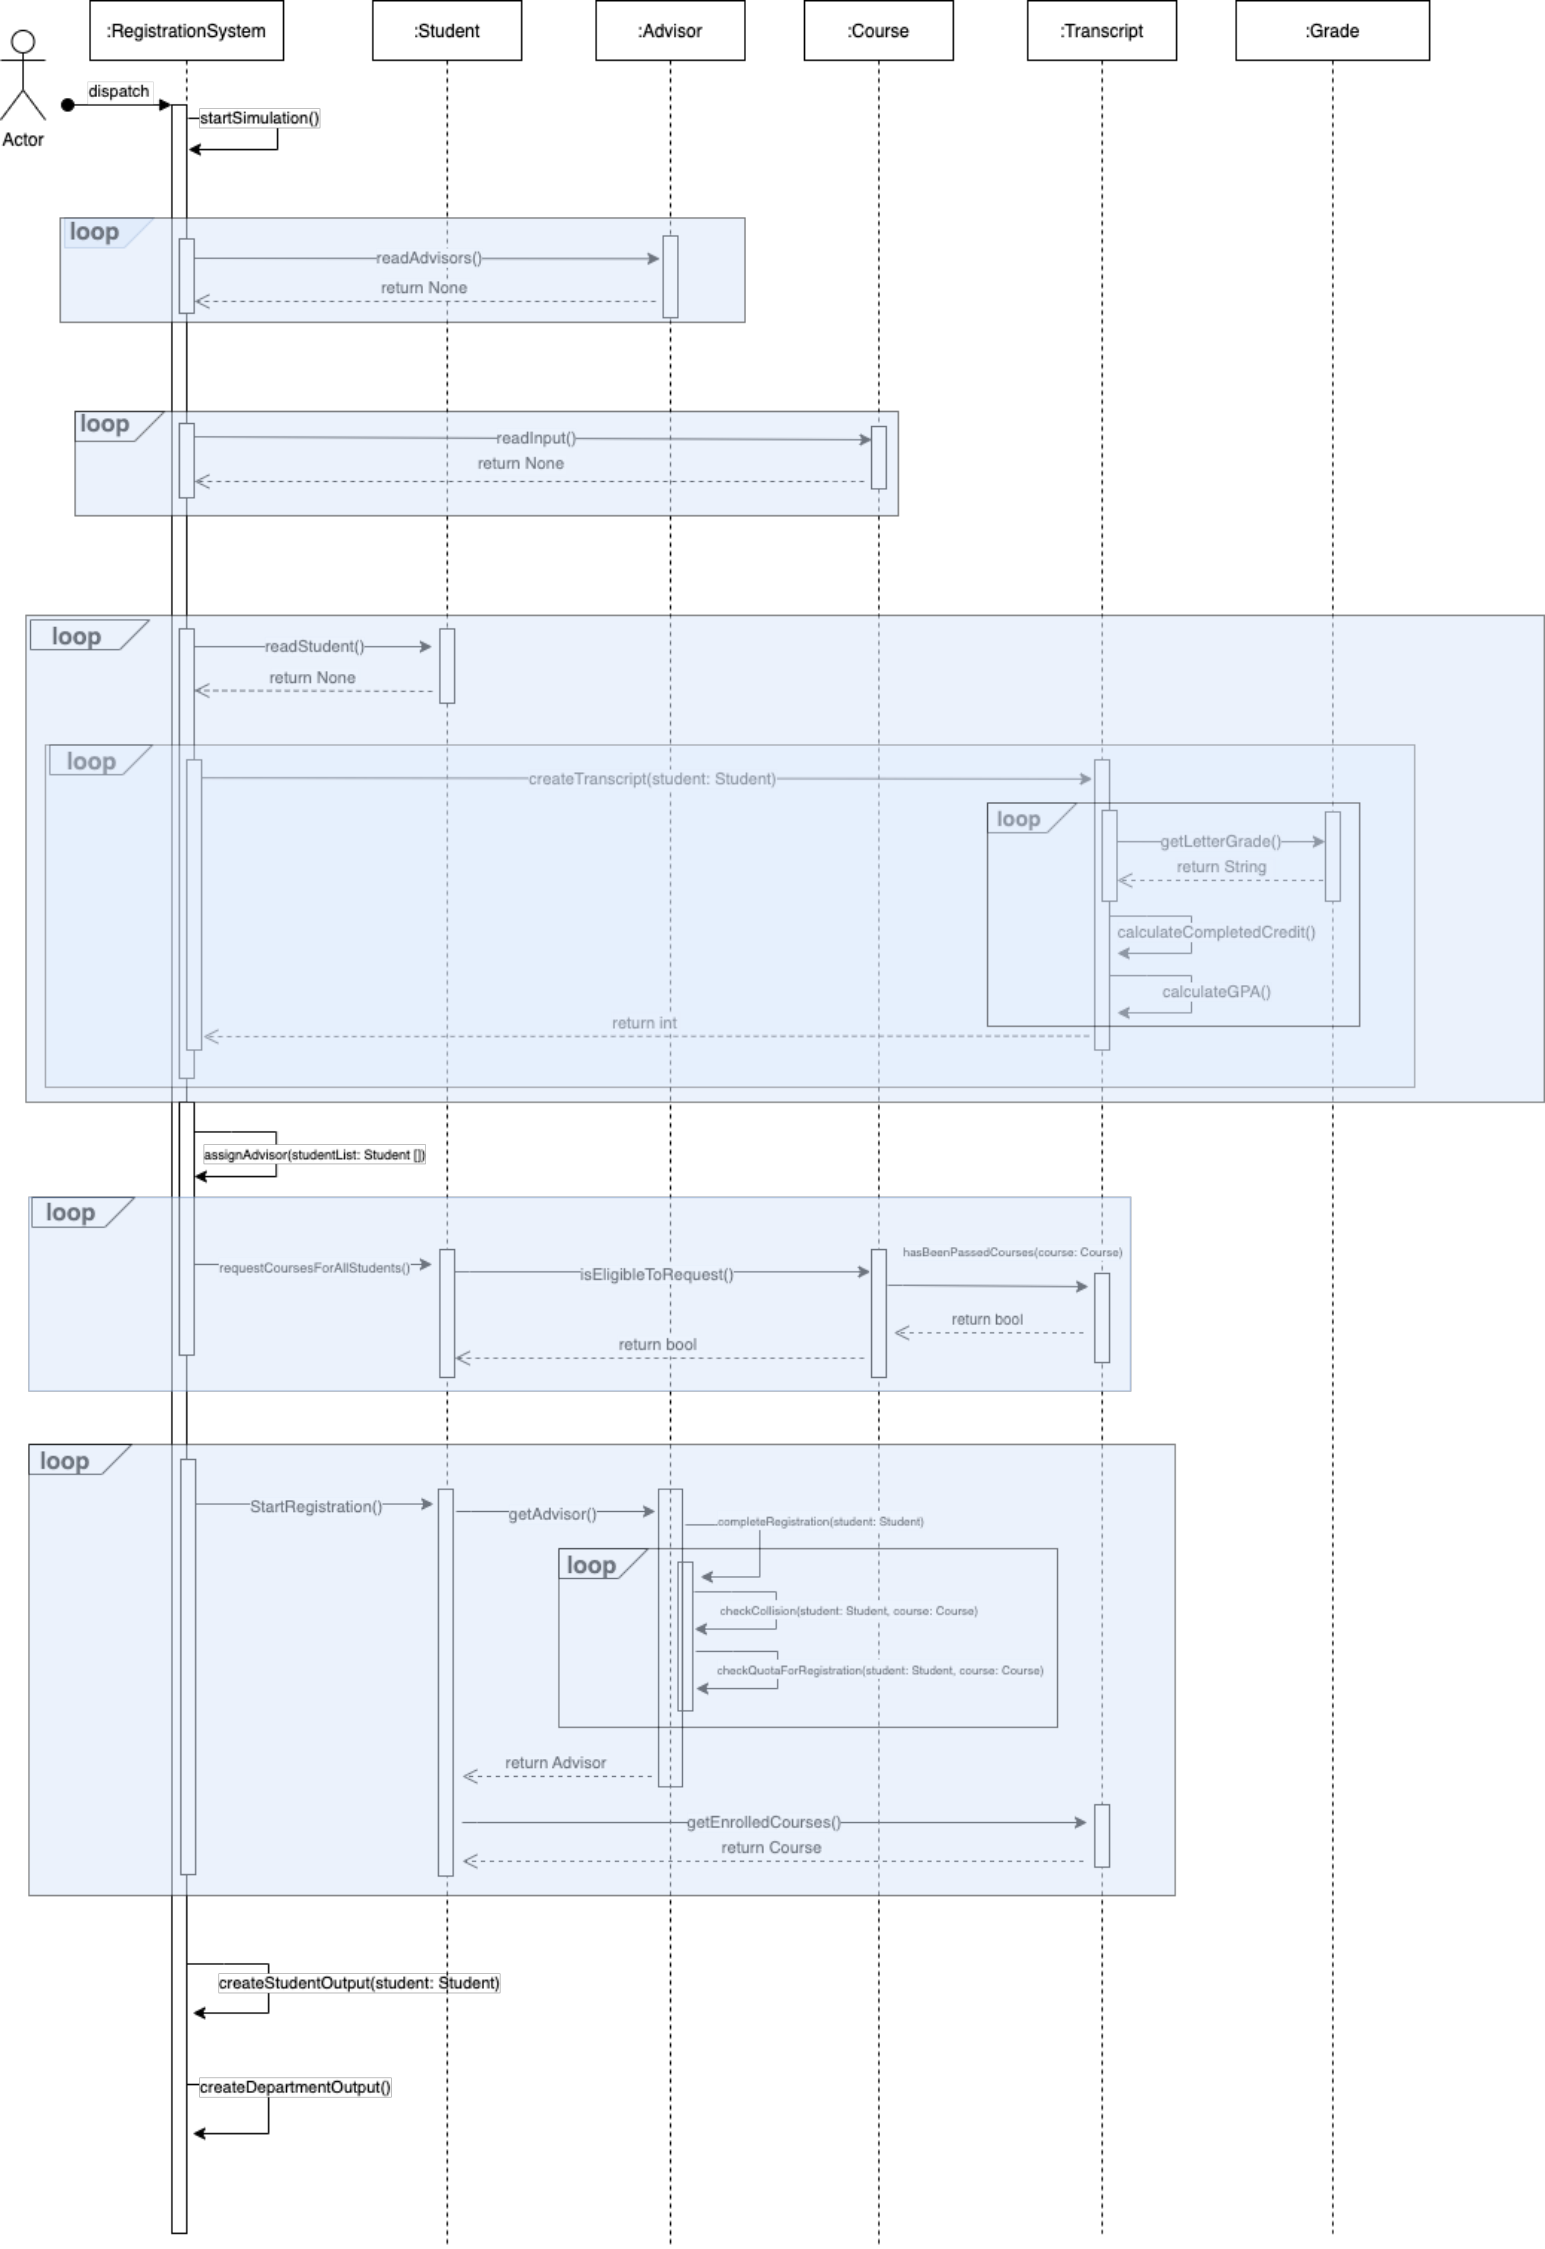 :RegistrationSystem
:Student
:Advisor
:Course
:Transcript
:Grade
dispatch
startSimulation()
Actor
loop
readAdvisors()
return None
loop
readInput()
return None
loop
readStudent()
return None
loop
createTranscript(student: Student)
loop
getLetterGrade()
return String
calculateCompletedCredit()
calculateGPA()
return int
assignAdvisor(studentList: Student [])
loop
hasBeenPassedCourses(course: Course)
requestCoursesForAllStudents()
isEligibleToRequest()
return bool
return bool
loop
StartRegistration()
getAdvisor()
completeRegistration(student: Student)
loop
checkCollision(student: Student, course: Course)
checkQuotaForRegistration(student: Student, course: Course)
return Advisor
getEnrolledCourses()
return Course
createStudentOutput(student: Student)
createDepartmentOutput()